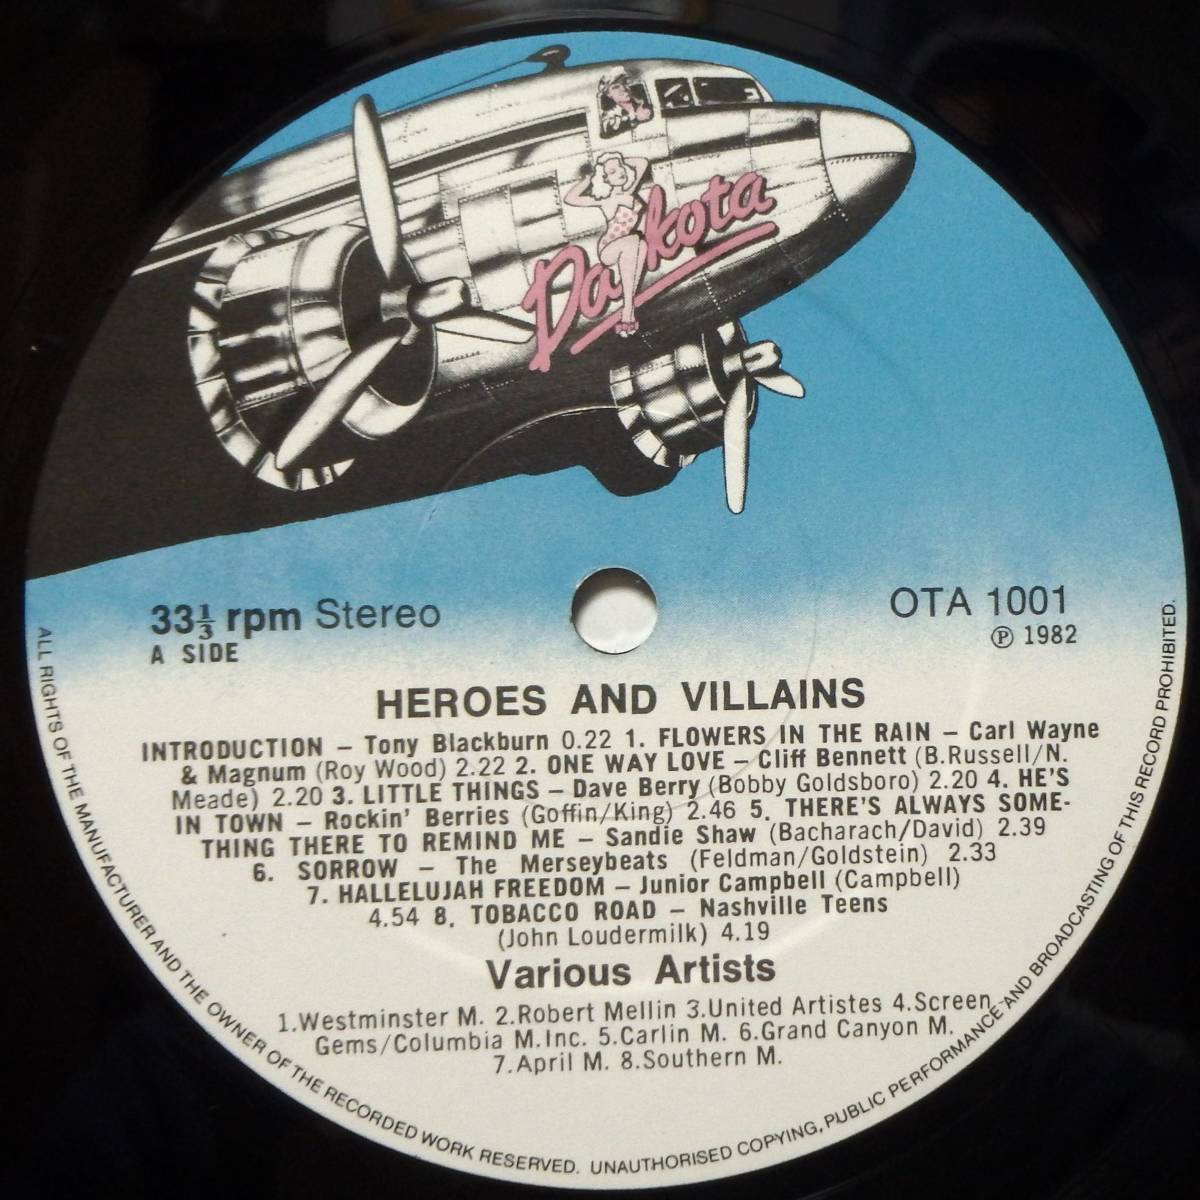 Dakota
33⅓ rpm Stereo
A SIDE
OTA 1001
Ⓟ 1982
HEROES AND VILLAINS
INTRODUCTION – Tony Blackburn 0.22 1. FLOWERS IN THE RAIN – Carl Wayne
& Magnum (Roy Wood) 2.22 2. ONE WAY LOVE – Cliff Bennett (B.Russell/N.
Meade) 2.20 3. LITTLE THINGS – Dave Berry (Bobby Goldsboro) 2.20 4. HE'S
IN TOWN – Rockin' Berries (Goffin/King) 2.46 5. THERE'S ALWAYS SOME-
THING THERE TO REMIND ME – Sandie Shaw (Bacharach/David) 2.39
6. SORROW – The Merseybeats (Feldman/Goldstein) 2.33
7. HALLELUJAH FREEDOM – Junior Campbell (Campbell)
4.54 8. TOBACCO ROAD – Nashville Teens
(John Loudermilk) 4.19
Various Artists
1.Westminster M. 2.Robert Mellin 3.United Artistes 4.Screen
Gems/Columbia M.Inc. 5.Carlin M. 6.Grand Canyon M.
7.April M. 8.Southern M.
ALL RIGHTS OF THE MANUFACTURER AND THE OWNER OF THE RECORDED WORK RESERVED. UNAUTHORISED COPYING, PUBLIC PERFORMANCE AND BROADCASTING OF THIS RECORD PROHIBITED.